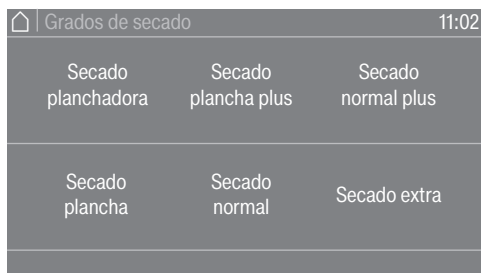 Grados de secado 11:02
Secado planchadora
Secado plancha plus
Secado normal plus
Secado plancha
Secado normal
Secado extra